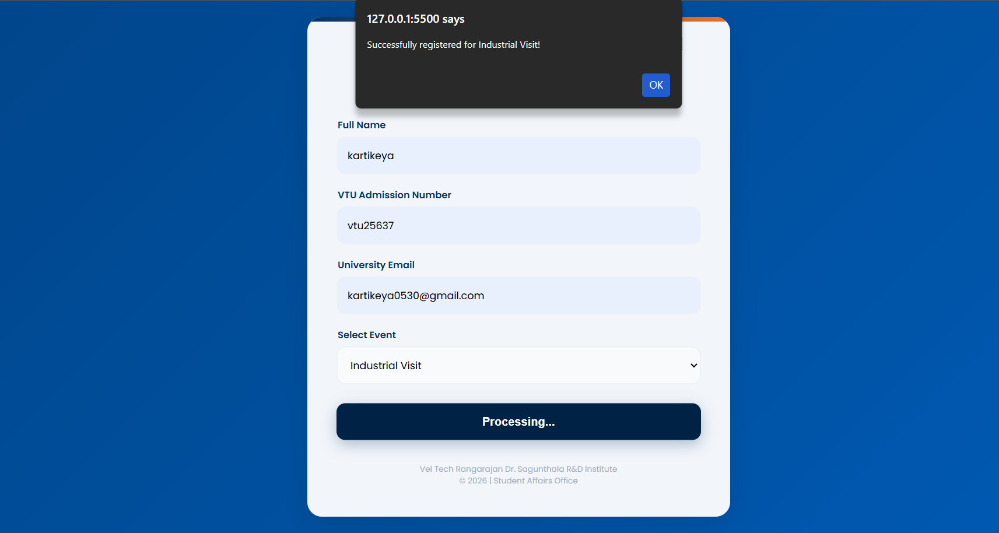 127.0.0.1:5500 says
Successfully registered for Industrial Visit!
OK
Full Name
kartikeya
VTU Admission Number
vtu25637
University Email
kartikeya0530@gmail.com
Select Event
Industrial Visit
Processing...
Vel Tech Rangarajan Dr. Sagunthala R&D Institute
© 2026 | Student Affairs Office